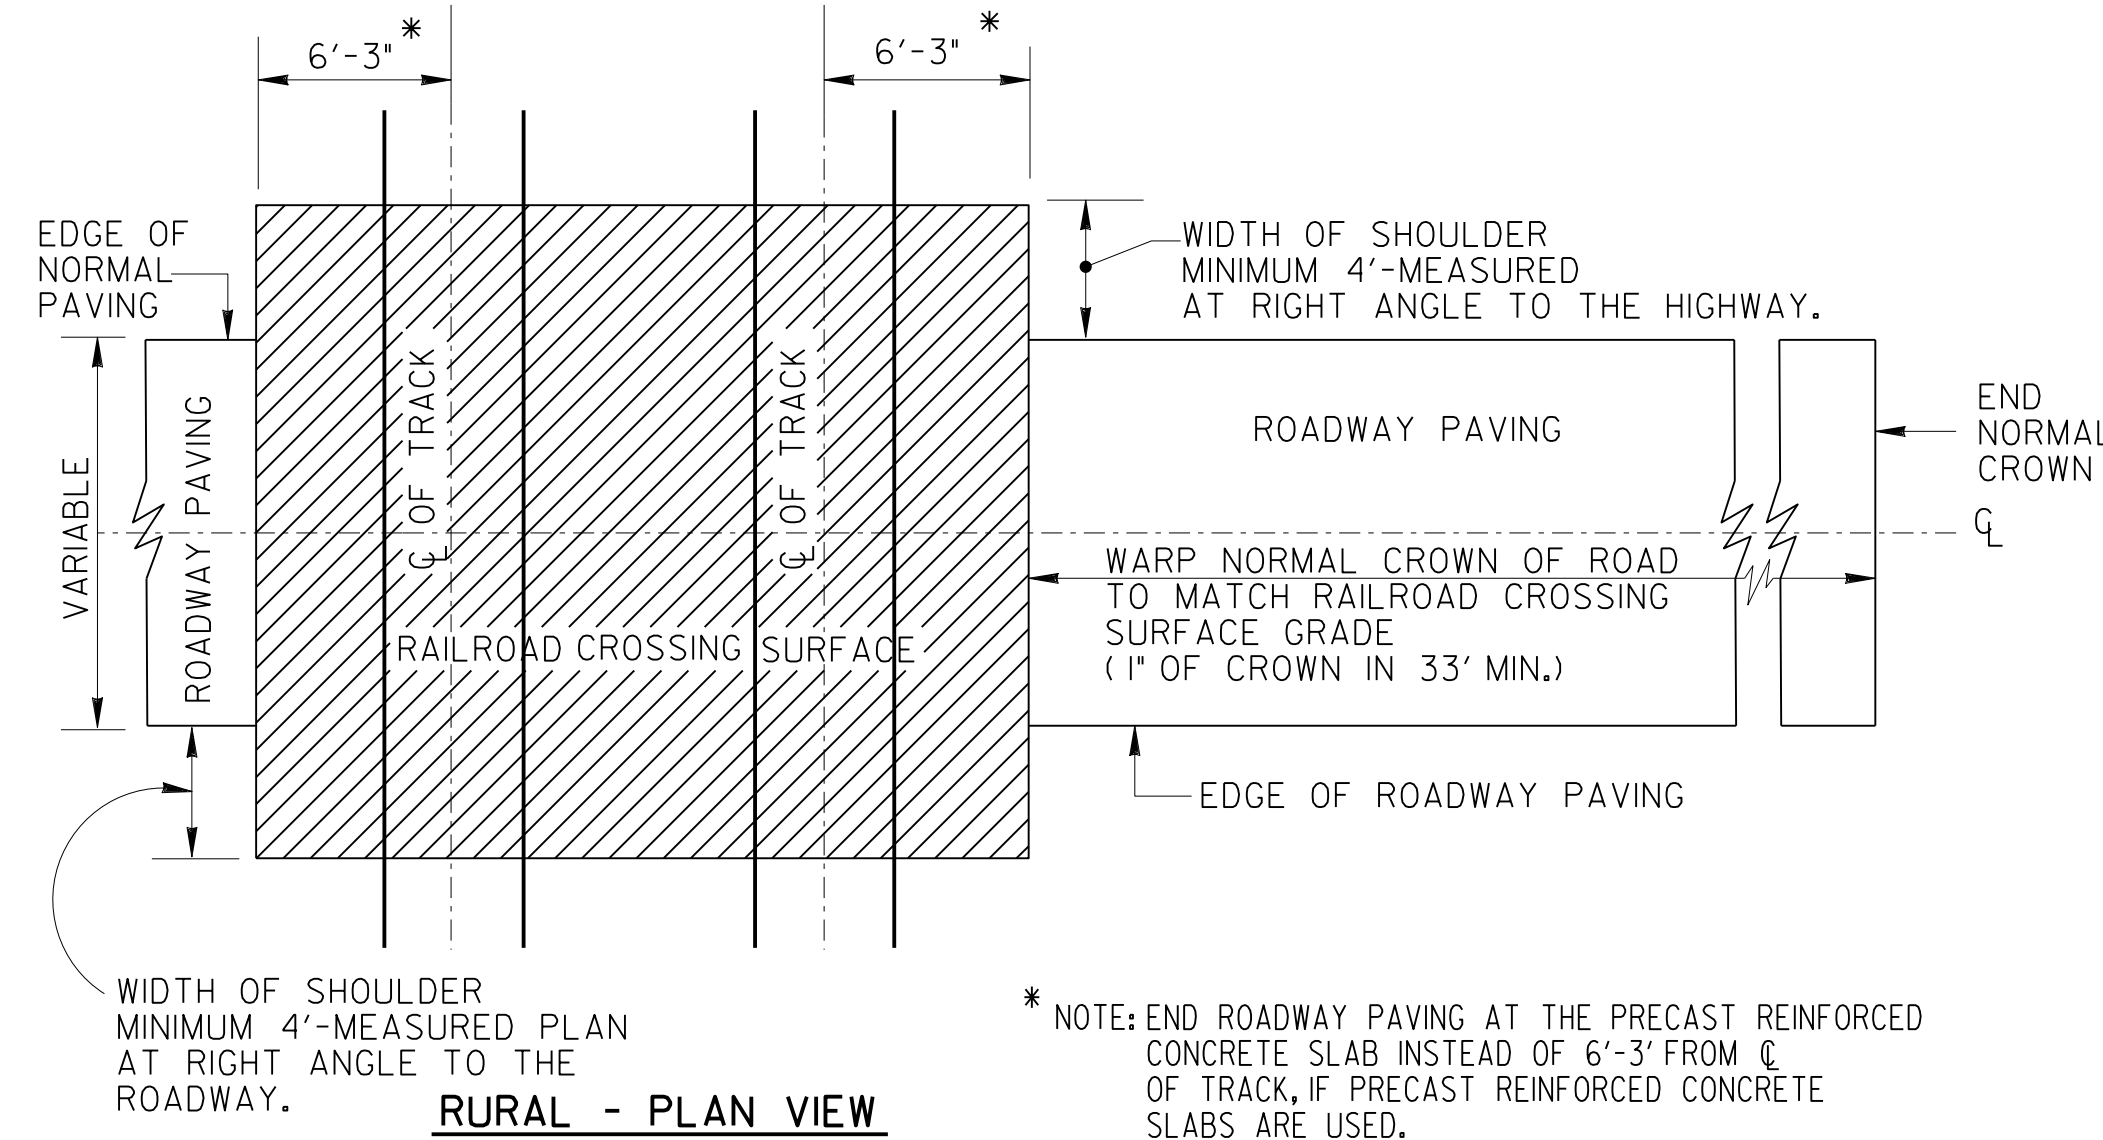 6'-3" *
6'-3" *
EDGE OF
NORMAL
PAVING
WIDTH OF SHOULDER
MINIMUM 4'-MEASURED
AT RIGHT ANGLE TO THE HIGHWAY.
VARIABLE
ROADWAY PAVING
℄ OF TRACK
℄ OF TRACK
ROADWAY PAVING
END
NORMAL
CROWN
℄
WARP NORMAL CROWN OF ROAD
TO MATCH RAILROAD CROSSING
SURFACE GRADE
(1" OF CROWN IN 33' MIN.)
RAILROAD CROSSING SURFACE
EDGE OF ROADWAY PAVING
WIDTH OF SHOULDER
MINIMUM 4'-MEASURED PLAN
AT RIGHT ANGLE TO THE
ROADWAY.
RURAL - PLAN VIEW
* NOTE: END ROADWAY PAVING AT THE PRECAST REINFORCED
CONCRETE SLAB INSTEAD OF 6'-3' FROM ℄
OF TRACK, IF PRECAST REINFORCED CONCRETE
SLABS ARE USED.